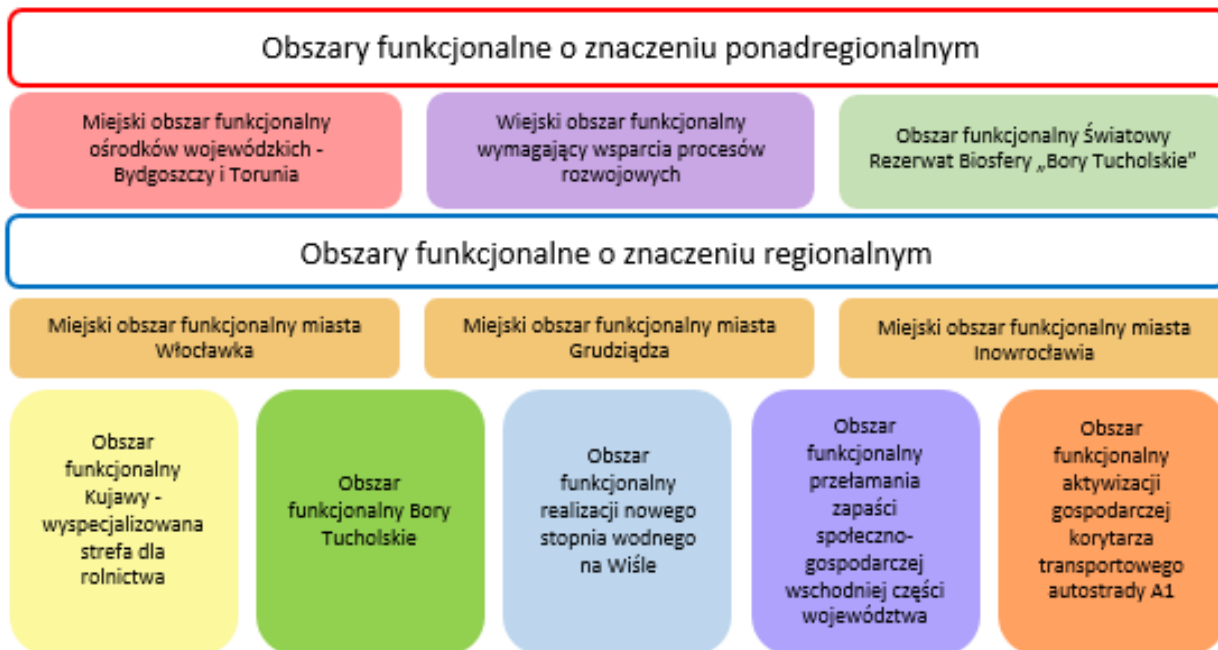 Obszary funkcjonalne o znaczeniu ponadregionalnym
Miejski obszar funkcjonalny
ośrodków wojewódzkich -
Bydgoszczy i Torunia
Wiejski obszar funkcjonalny
wymagający wsparcia procesów
rozwojowych
Obszar funkcjonalny Światowy
Rezerwat Biosfery „Bory Tucholskie”
Obszary funkcjonalne o znaczeniu regionalnym
Miejski obszar funkcjonalny miasta
Włocławka
Miejski obszar funkcjonalny miasta
Grudziądza
Miejski obszar funkcjonalny miasta
Inowrocławia
Obszar
funkcjonalny
Kujawy -
wyspecjalizowana
strefa dla
rolnictwa
Obszar
funkcjonalny Bory
Tucholskie
Obszar
funkcjonalny
realizacji nowego
stopnia wodnego
na Wiśle
Obszar
funkcjonalny
przełamania
zapaści
społeczno-
gospodarczej
wschodniej części
województwa
Obszar
funkcjonalny
aktywizacji
gospodarczej
korytarza
transportowego
autostrady A1